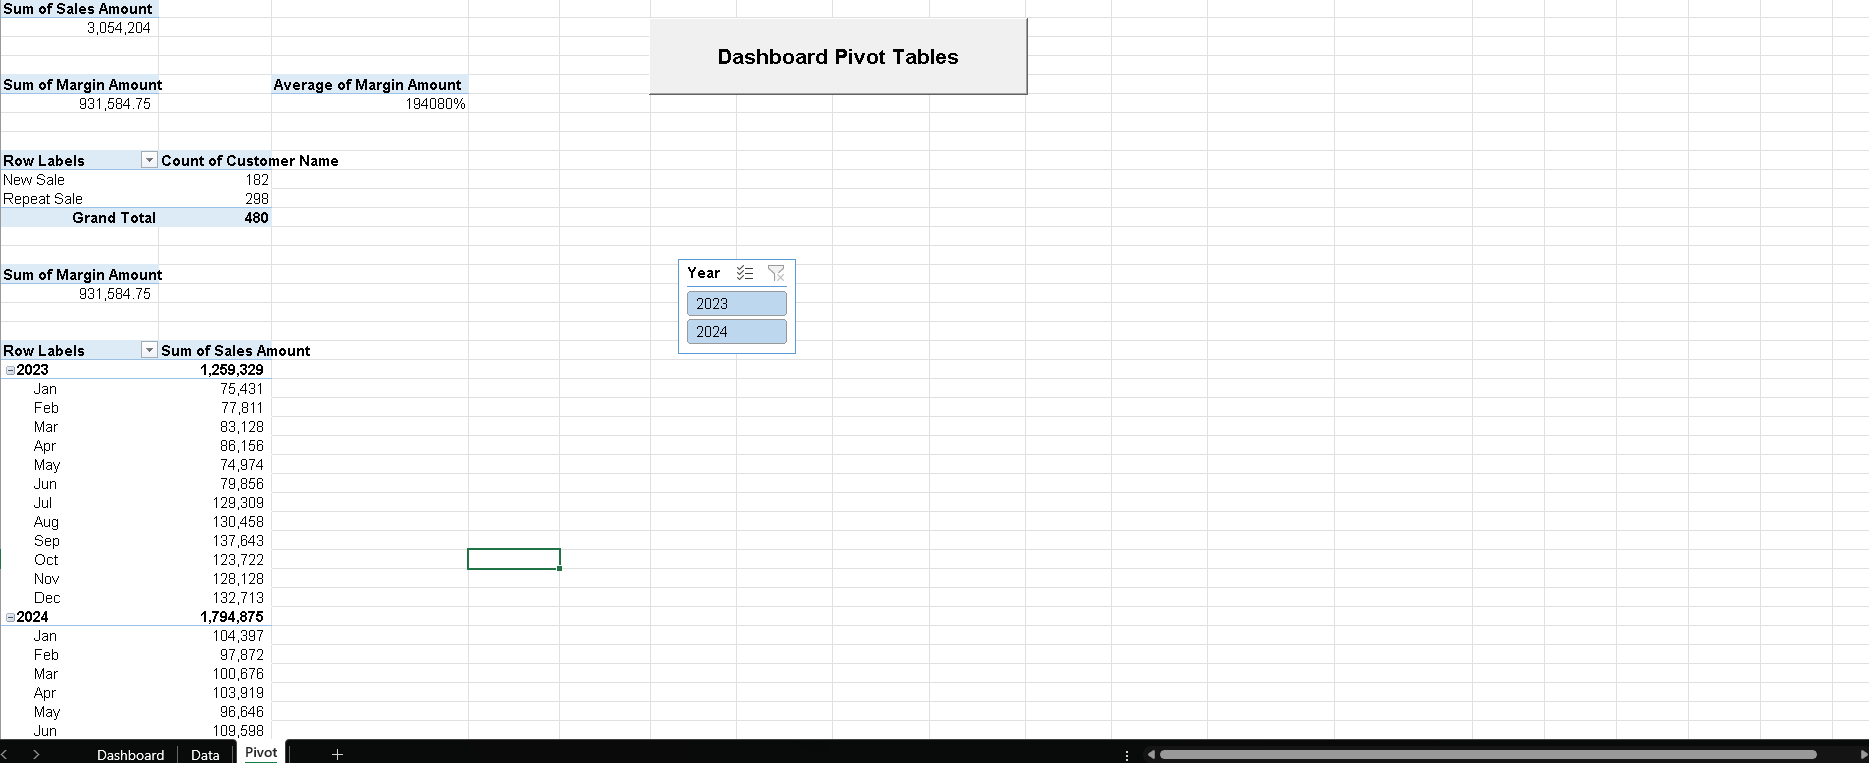 Sum of Sales Amount
3,054,204
Dashboard Pivot Tables
Sum of Margin Amount Average of Margin Amount
931,584.75 194080%
Row Labels Count of Customer Name
New Sale 182
Repeat Sale 298
Grand Total 480
Sum of Margin Amount
931,584.75
Year
2023
2024
Row Labels Sum of Sales Amount
2023 1,259,329
Jan 75,431
Feb 77,811
Mar 83,128
Apr 86,156
May 74,974
Jun 79,856
Jul 129,309
Aug 130,458
Sep 137,643
Oct 123,722
Nov 128,128
Dec 132,713
2024 1,794,875
Jan 104,397
Feb 97,872
Mar 100,676
Apr 103,919
May 96,646
Jun 109,598
Dashboard Data Pivot